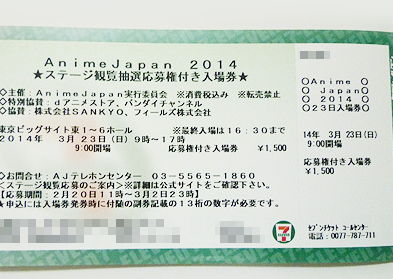 AnimeJapan 2014
★ステージ観覧抽選応募権付き入場券★
◇主催：AnimeJapan実行委員会 ※消費税込み ※転売禁止
◇特別協賛：dアニメストア、バンダイチャンネル
◇協賛：株式会社SANKYO、フィールズ株式会社
東京ビッグサイト東1～6ホール ※最終入場は16：30まで
2014年 3月 23日(日) 9時～17時
9:00開場 応募権付き入場券 ¥1,500
◇お問合せ：AJテレホンセンター 03-5565-1860
◇ステージ観覧応募のご案内＞※詳細は公式サイトをご確認下さい。
【応募期間：2月20日11時～3月2日23時】
★申込には入場券発券時に付随の副券記載の13桁の数字が必要です。
○Anime ○
○ Japan○
○ 2014 ○
○23日入場券○
14年 3月 23日(日)
9:00開場
応募権付き入場券
¥1,500
7
ELEVEN
セブンチケット コールセンター
電話：0077-787-711